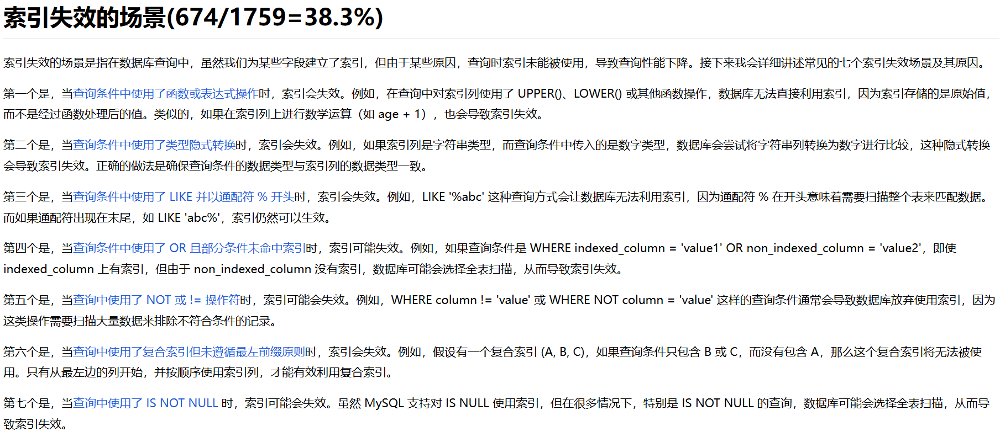 索引失效的场景(674/1759=38.3%)
索引失效的场景是指在数据库查询中，虽然我们为某些字段建立了索引，但由于某些原因，查询时索引未能被使用，导致查询性能下降。接下来我会详细讲述常见的七个索引失效场景及其原因。
第一个是，当查询条件中使用了函数或表达式操作时，索引会失效。例如，在查询中对索引列使用了 UPPER()、LOWER() 或其他函数操作，数据库无法直接利用索引，因为索引存储的是原始值，
而不是经过函数处理后的值。类似的，如果在索引列上进行数学运算（如 age + 1），也会导致索引失效。
第二个是，当查询条件中使用了类型隐式转换时，索引会失效。例如，如果索引列是字符串类型，而查询条件中传入的是数字类型，数据库会尝试将字符串列转换为数字进行比较，这种隐式转换
会导致索引失效。正确的做法是确保查询条件的数据类型与索引列的数据类型一致。
第三个是，当查询条件中使用了 LIKE 并以通配符 % 开头时，索引会失效。例如，LIKE '%abc' 这种查询方式会让数据库无法利用索引，因为通配符 % 在开头意味着需要扫描整个表来匹配数据。
而如果通配符出现在末尾，如 LIKE 'abc%'，索引仍然可以生效。
第四个是，当查询条件中使用了 OR 且部分条件未命中索引时，索引可能失效。例如，如果查询条件是 WHERE indexed_column = 'value1' OR non_indexed_column = 'value2'，即使
indexed_column 上有索引，但由于 non_indexed_column 没有索引，数据库可能会选择全表扫描，从而导致索引失效。
第五个是，当查询中使用了 NOT 或 != 操作符时，索引可能会失效。例如，WHERE column != 'value' 或 WHERE NOT column = 'value' 这样的查询条件通常会导致数据库放弃使用索引，因为
这类操作需要扫描大量数据来排除不符合条件的记录。
第六个是，当查询中使用了复合索引但未遵循最左前缀原则时，索引会失效。例如，假设有一个复合索引 (A, B, C)，如果查询条件只包含 B 或 C，而没有包含 A，那么这个复合索引将无法被使
用。只有从最左边的列开始，并按顺序使用索引列，才能有效利用复合索引。
第七个是，当查询中使用了 IS NOT NULL 时，索引可能会失效。虽然 MySQL 支持对 IS NULL 使用索引，但在很多情况下，特别是 IS NOT NULL 的查询，数据库可能会选择全表扫描，从而导
致索引失效。